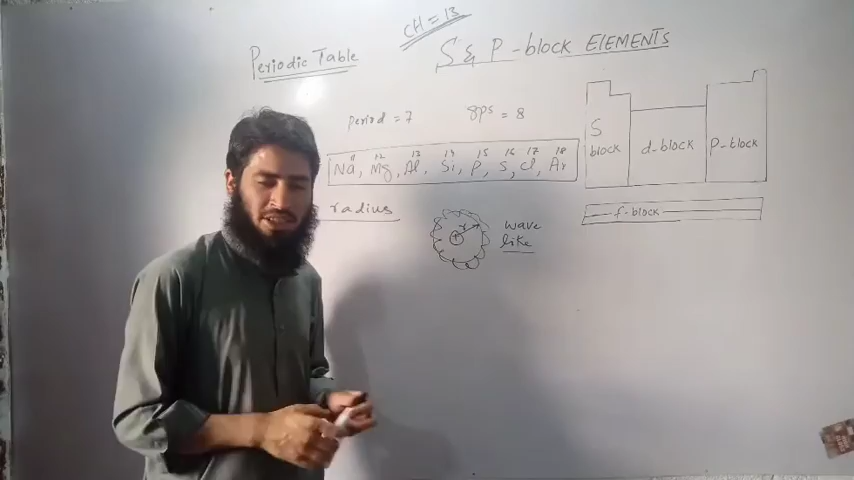 CH = 13
Periodic Table
S & P-block ELEMENTS
Period = 7
gps = 8
11 12 13 14 15 16 17 18
Na, Mg, Al, Si, P, S, Cl, Ar
S block
d-block
P-block
f-block
radius
r
+
wave
like